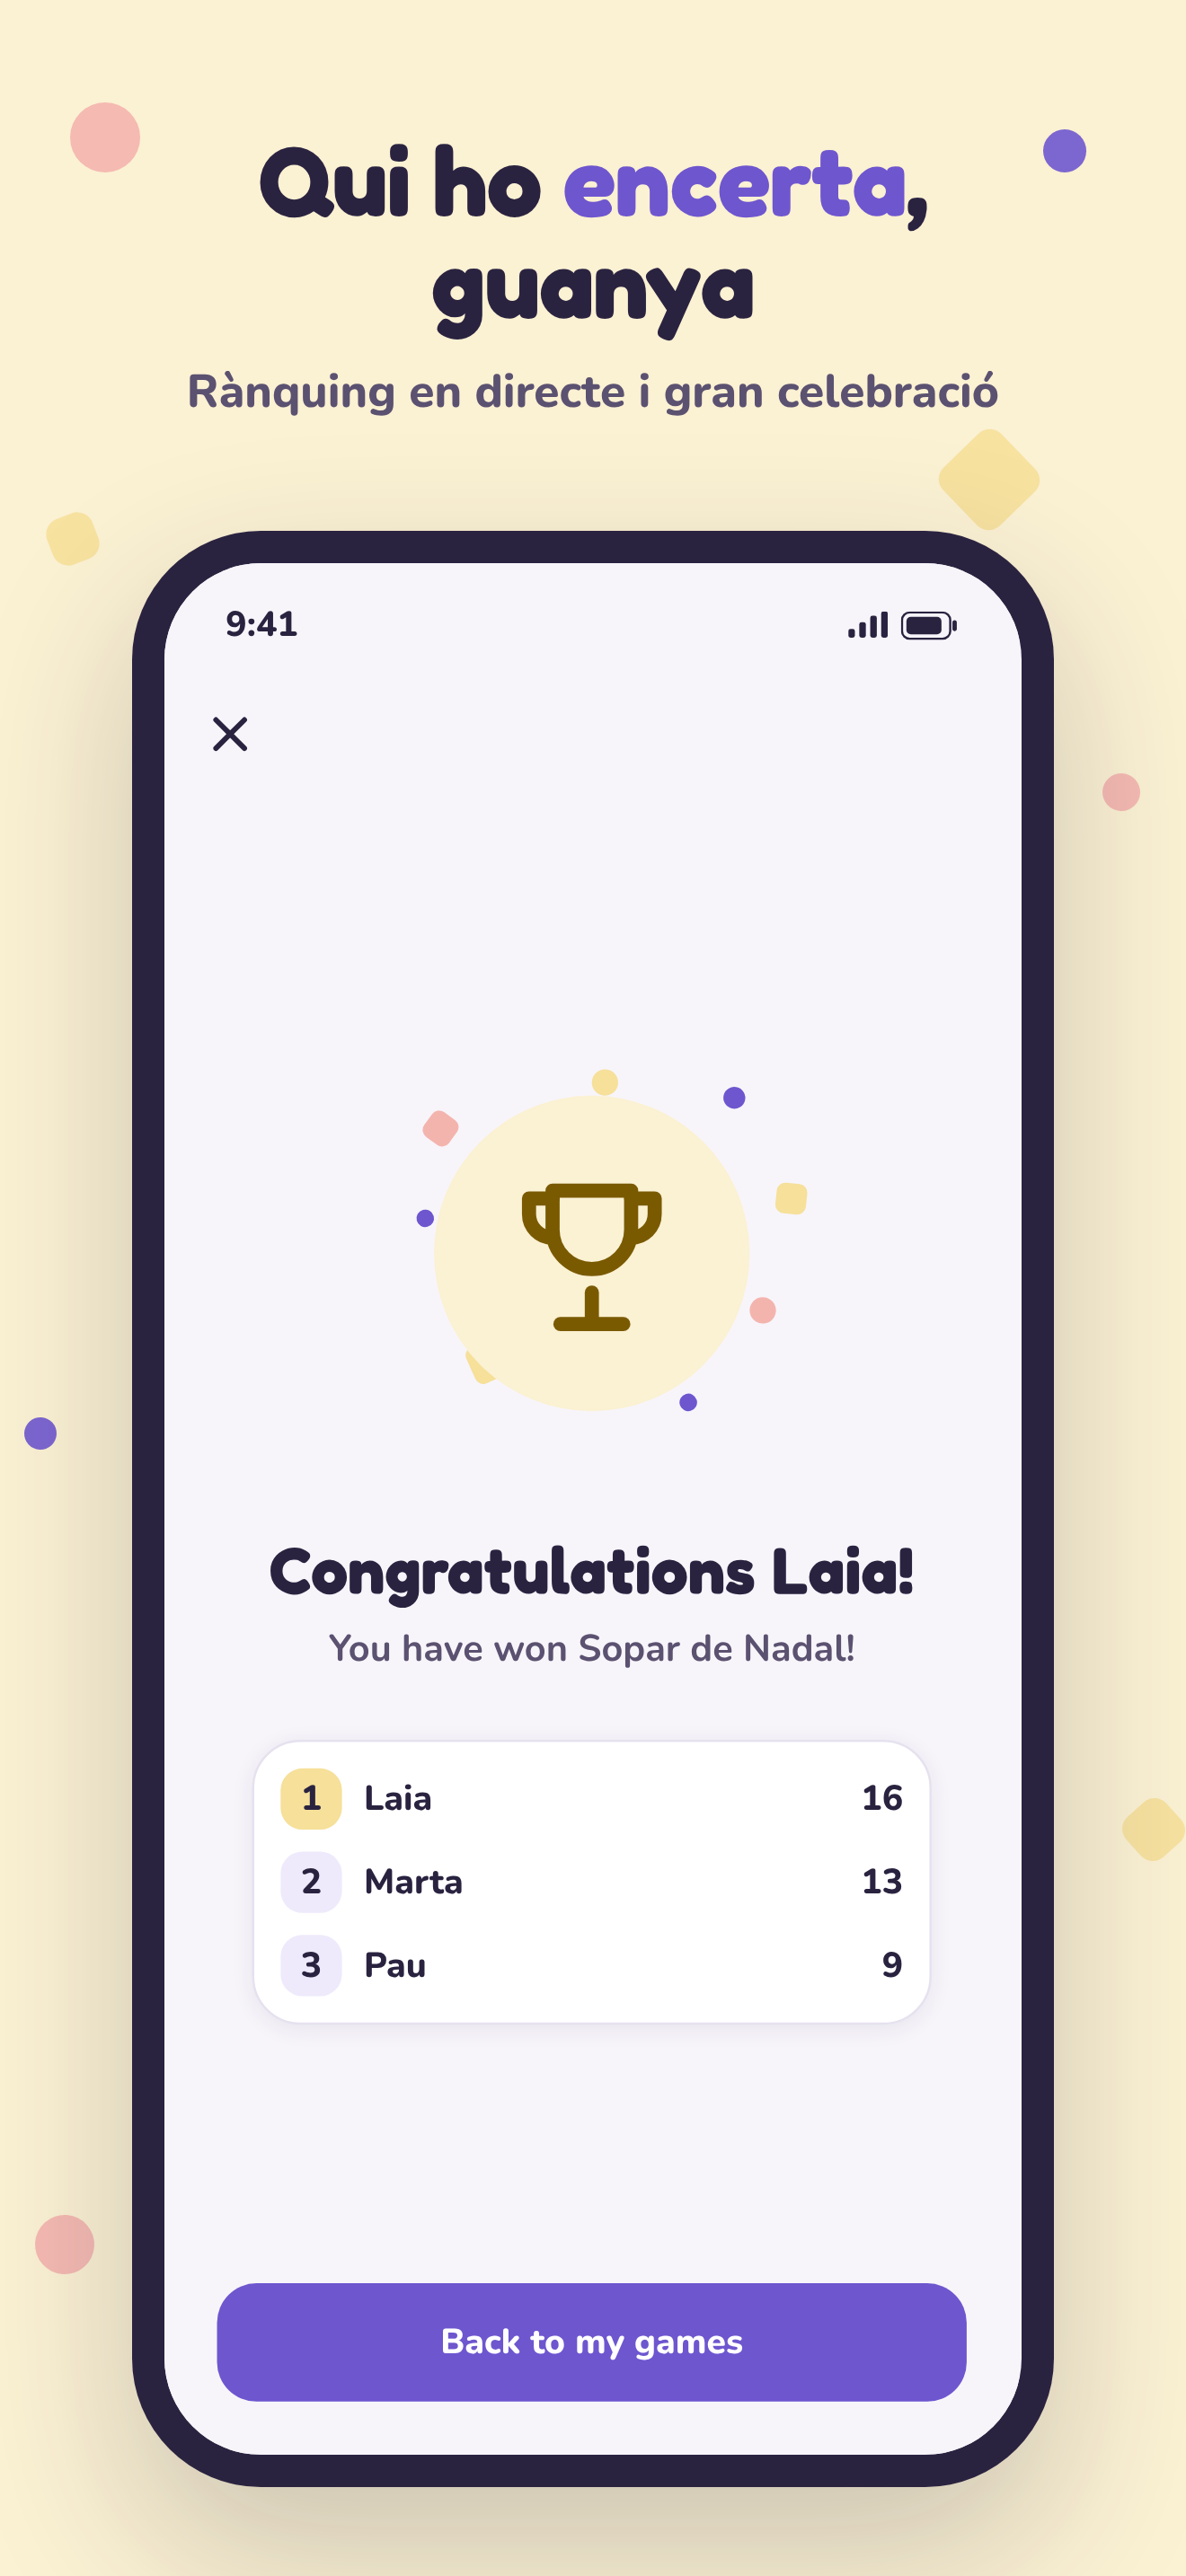 Qui ho encerta,
guanya
Rànquing en directe i gran celebració
9:41
Congratulations Laia!
You have won Sopar de Nadal!
1 Laia 16
2 Marta 13
3 Pau 9
Back to my games